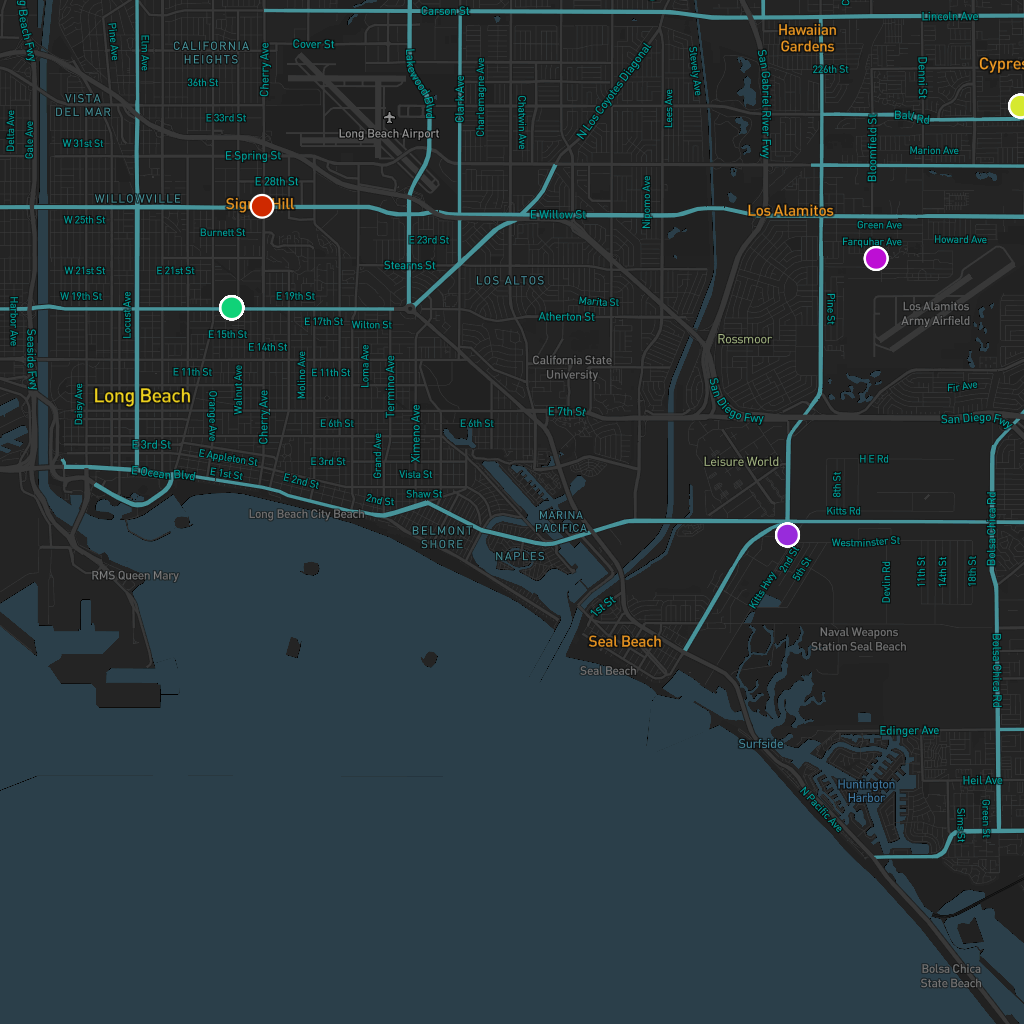 Carson St
Lincoln Ave
Long Beach Fwy
Pine Ave
Elm Ave
CALIFORNIA
HEIGHTS
Cherry Ave
Cover St
Lakewood Blvd
Clark Ave
Charlemagne Ave
Chatwin Ave
N Los Coyotes Diagonal
Stevely Ave
Lees Ave
San Gabriel River Fwy
Hawaiian
Gardens
226th St
Denni St
Cypres
36th St
VISTA
DEL MAR
E 33rd St
Long Beach Airport
Ball Rd
Bloomfield St
Marion Ave
Delta Ave
Gale Ave
W 31st St
E Spring St
E 28th St
WILLOWVILLE
Signal Hill
W 25th St
Burnett St
E Willow St
Nipomo Ave
Los Alamitos
Green Ave
Farquhar Ave
Howard Ave
E 23rd St
Stearns St
W 21st St
E 21st St
LOS ALTOS
W 19th St
E 19th St
Harbor Ave
Locust Ave
Marita St
Atherton St
E 17th St
Wilton St
Pine St
Los Alamitos
Army Airfield
Seaside Fwy
E 15th St
E 14th St
Rossmoor
California State
University
E 11th St
E 11th St
Moline Ave
Loma Ave
Termino Ave
Daisy Ave
Long Beach
Orange Ave
Walnut Ave
Cherry Ave
Ximeno Ave
E 7th St
San Diego Fwy
San Diego Fwy
Fir Ave
E 6th St
E 6th St
E 3rd St
E Appleton St
E 3rd St
Grand Ave
Leisure World
H E Rd
8th St
E Ocean Blvd
E 1st St
E 2nd St
Vista St
2nd St
Shaw St
Long Beach City Beach
MARINA
PACIFICA
Kitts Rd
Bolsa Chica Rd
BELMONT
SHORE
NAPLES
Westminster St
2nd St
5th St
Kitts Hwy
Devlin Rd
11th St
14th St
18th St
RMS Queen Mary
1st St
Seal Beach
Seal Beach
Naval Weapons
Station Seal Beach
Bolsa Chica Rd
Edinger Ave
Surfside
Huntington
Harbor
Heil Ave
N Pacific Ave
Sims St
Green St
Bolsa Chica
State Beach